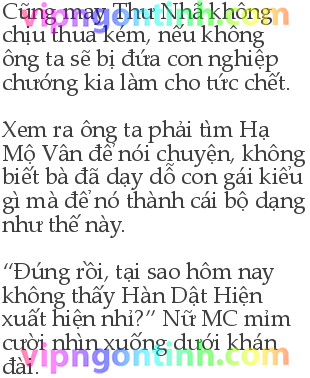 Cũng may Thư Nhã không
chịu thua kém, nếu không
ông ta sẽ bị đứa con nghiệp
chướng kia làm cho tức chết.
Xem ra ông ta phải tìm Hạ
Mộ Vân để nói chuyện, không
biết bà đã dạy dỗ con gái kiểu
gì mà để nó thành cái bộ dạng
như thế này.
“Đúng rồi, tại sao hôm nay
không thấy Hàn Dật Hiện
xuất hiện nhỉ?” Nữ MC mỉm
cười nhìn xuống dưới khán
đài.
vipngontinh.com
vipngontinh.com